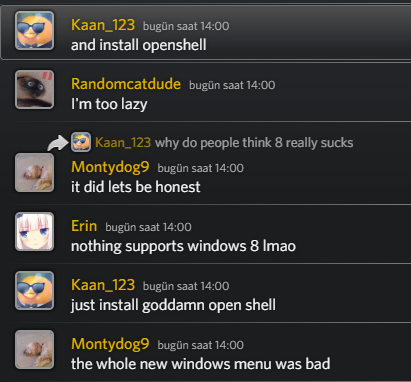 Kaan_123 bugün saat 14:00
and install openshell
Randomcatdude bugün saat 14:00
I'm too lazy
Kaan_123 why do people think 8 really sucks
Montydog9 bugün saat 14:00
it did lets be honest
Erin bugün saat 14:00
nothing supports windows 8 lmao
Kaan_123 bugün saat 14:00
just install goddamn open shell
Montydog9 bugün saat 14:00
the whole new windows menu was bad